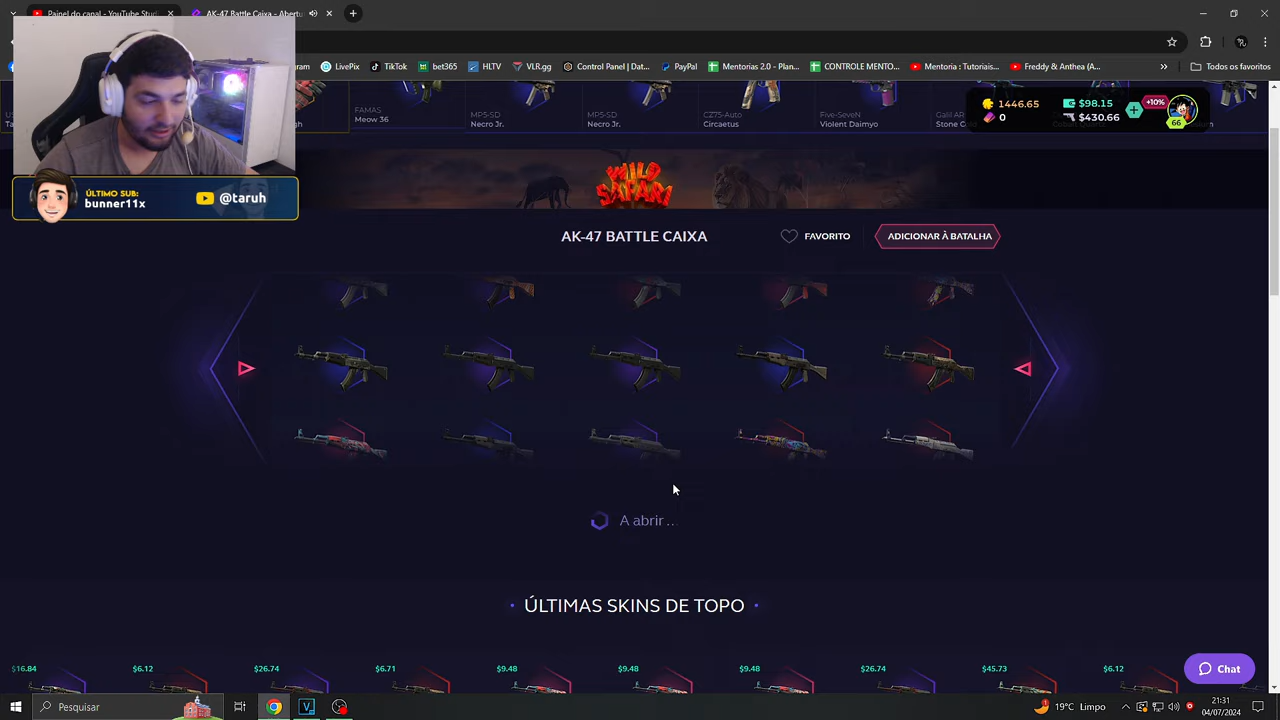 Painel do canal - YouTube Stu
AK-47 Battle Caixa - Abert
LivePix
TikTok
bet365
HLTV
VLR.gg
Control Panel | Dat...
PayPal
Mentorias 2.0 - Plan...
CONTROLE MENTO...
Mentoria : Tutoriais...
Freddy & Anthea (A...
Todos os favoritos
FAMAS
Meow 36
MP5-SD
Necro Jr.
MP5-SD
Necro Jr.
CZ75-Auto
Circaetus
Five-SeveN
Violent Daimyo
Galil AR
1446.65
$98.15
+10%
0
$430.66
66
ÚLTIMO SUB:
bunner11x
@taruh
WILD
SAFARI
AK-47 BATTLE CAIXA
FAVORITO
ADICIONAR À BATALHA
A abrir ...
ÚLTIMAS SKINS DE TOPO
$16.84
$6.12
$26.74
$6.71
$9.48
$9.48
$9.48
$26.74
$45.73
$6.12
Chat
Pesquisar
19°C Limpo
21:31
04/07/2024